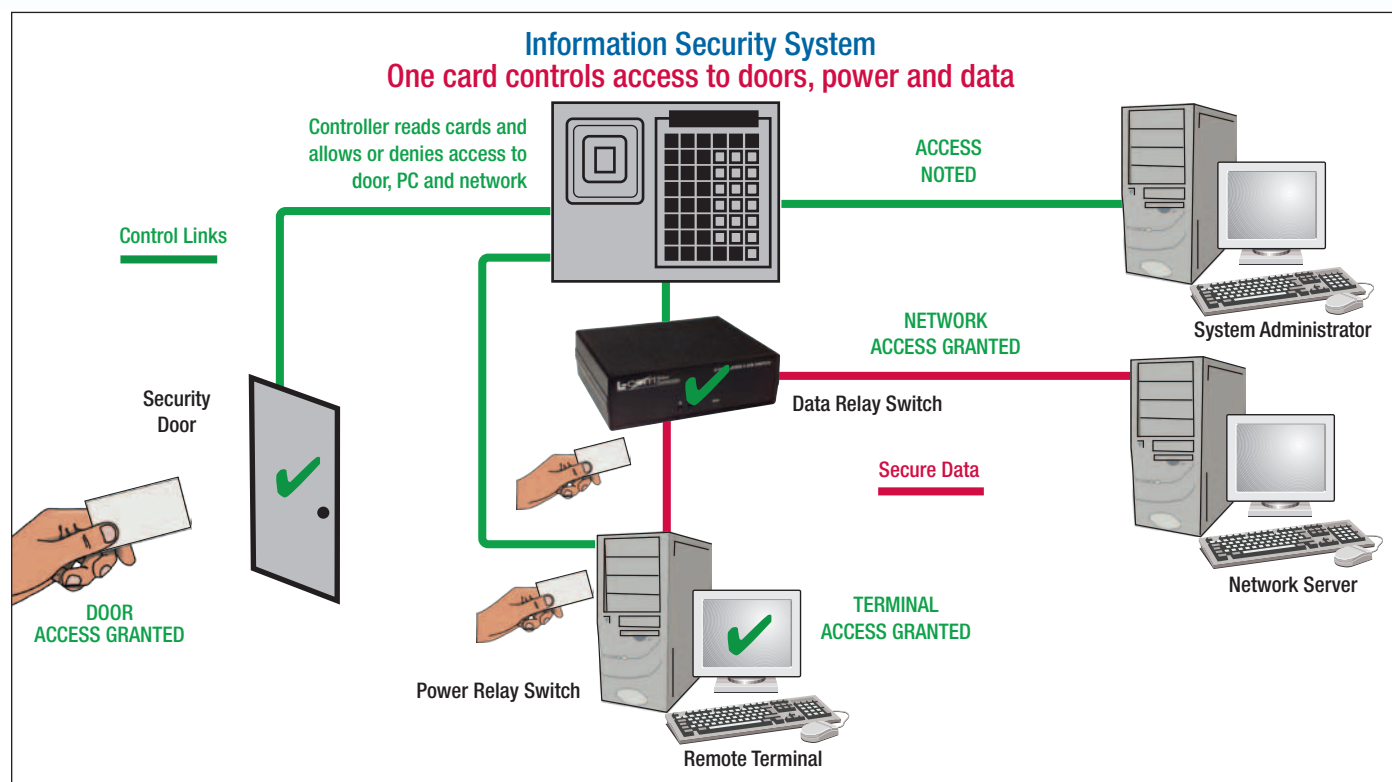 Information Security System
One card controls access to doors, power and data
Controller reads cards and
allows or denies access to
door, PC and network
ACCESS
NOTED
Control Links
System Administrator
NETWORK
ACCESS GRANTED
Security
Door
Data Relay Switch
Secure Data
Network Server
DOOR
ACCESS GRANTED
TERMINAL
ACCESS GRANTED
Power Relay Switch
Remote Terminal